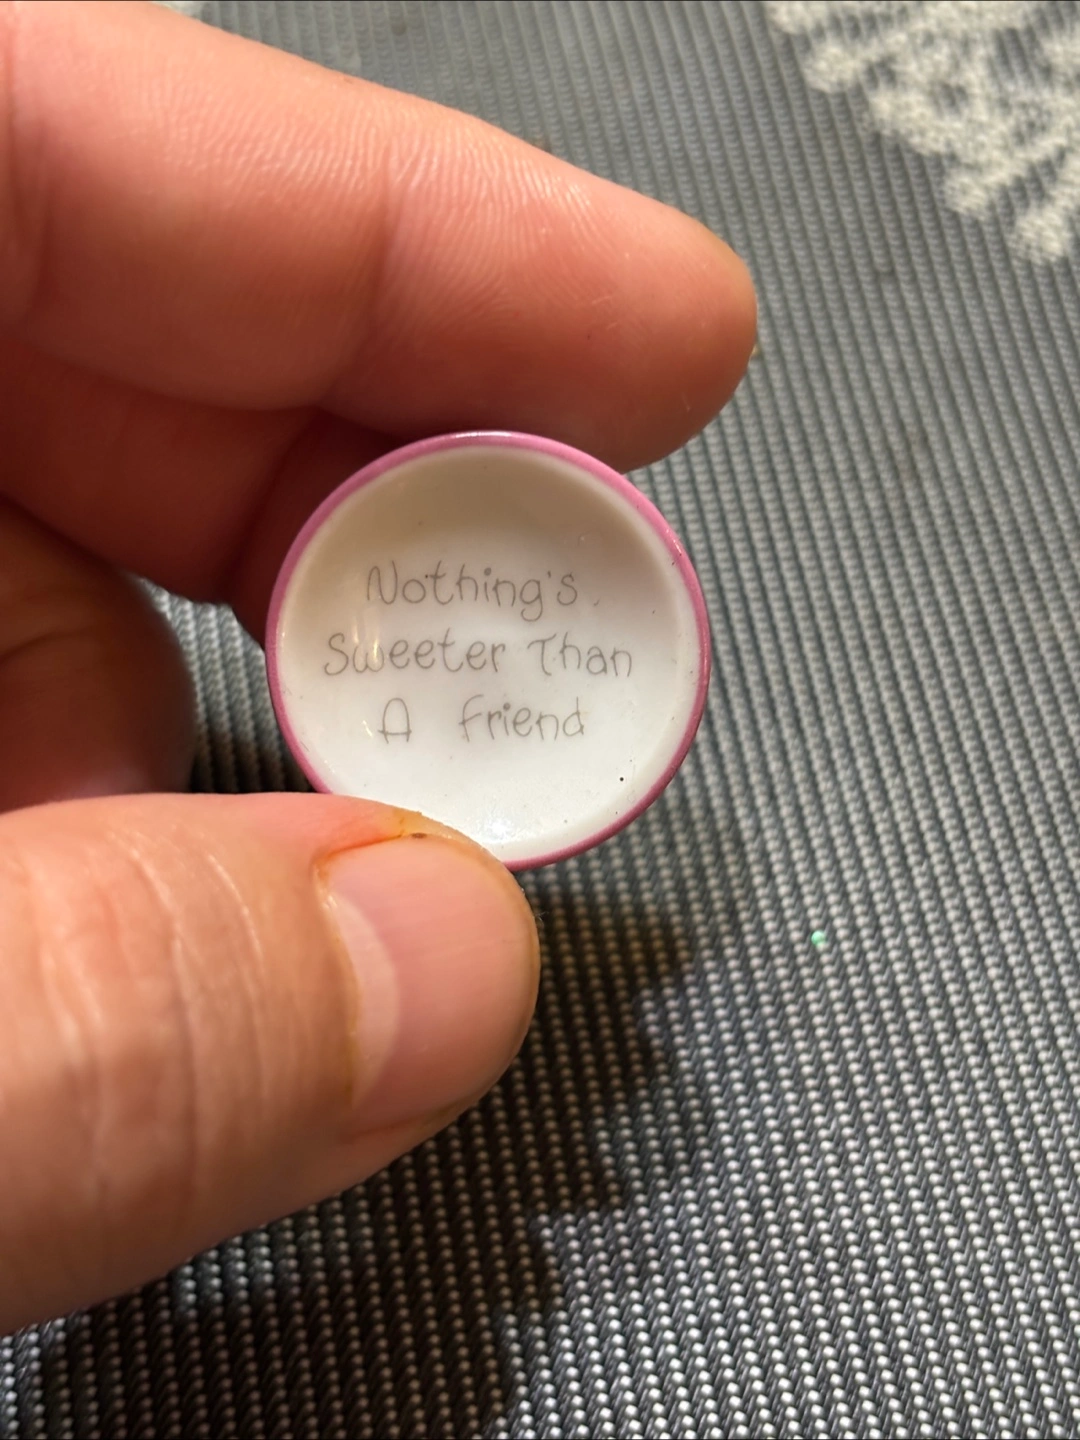 Nothing's
Sweeter Than
A friend